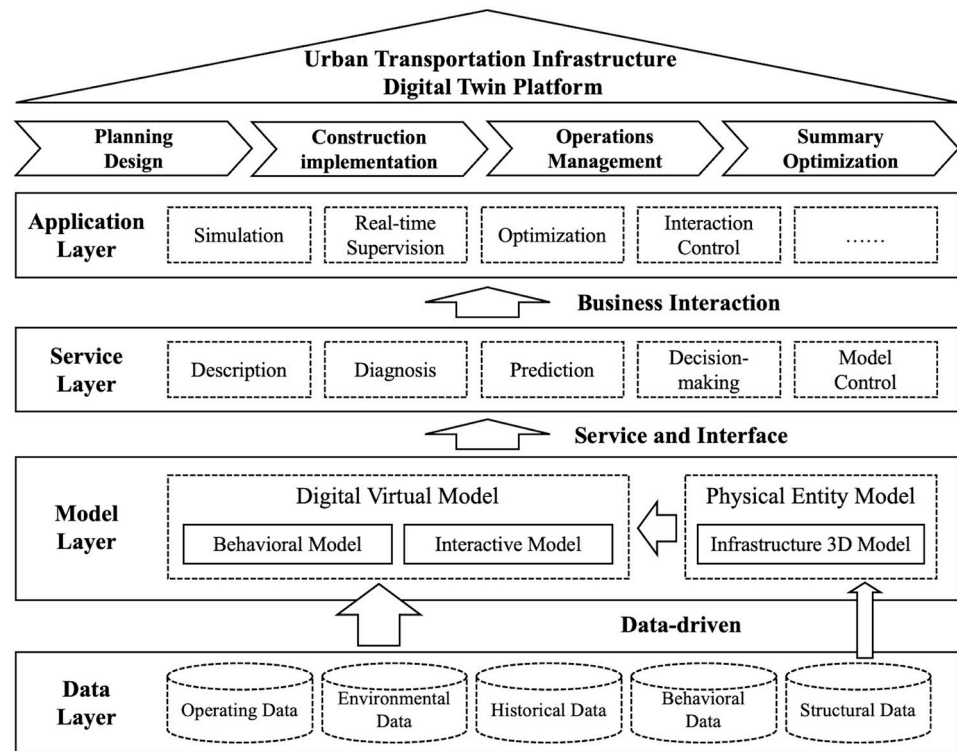 Urban Transportation Infrastructure
Digital Twin Platform
Planning
Design
Construction
implementation
Operations
Management
Summary
Optimization
Application
Layer
Simulation
Real-time
Supervision
Optimization
Interaction
Control
……
Business Interaction
Service
Layer
Description
Diagnosis
Prediction
Decision-
making
Model
Control
Service and Interface
Model
Layer
Digital Virtual Model
Behavioral Model
Interactive Model
Physical Entity Model
Infrastructure 3D Model
Data-driven
Data
Layer
Operating Data
Environmental
Data
Historical Data
Behavioral
Data
Structural Data